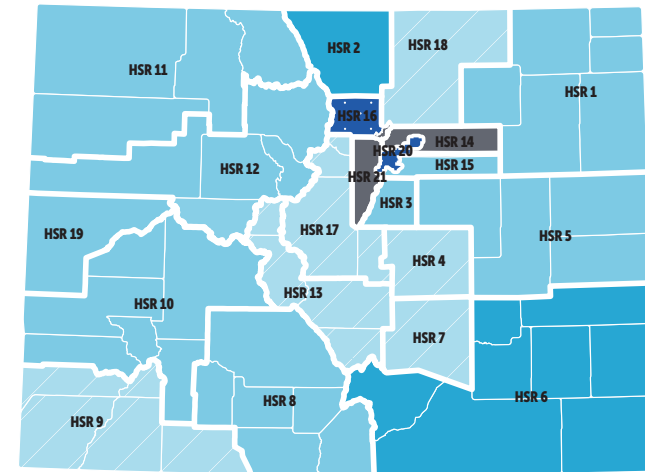 HSR 2
HSR 18
HSR 11
HSR 1
HSR 16
HSR 14
HSR 20
HSR 15
HSR 12
HSR 21
HSR 3
HSR 17
HSR 19
HSR 5
HSR 4
HSR 13
HSR 10
HSR 7
HSR 8
HSR 6
HSR 9